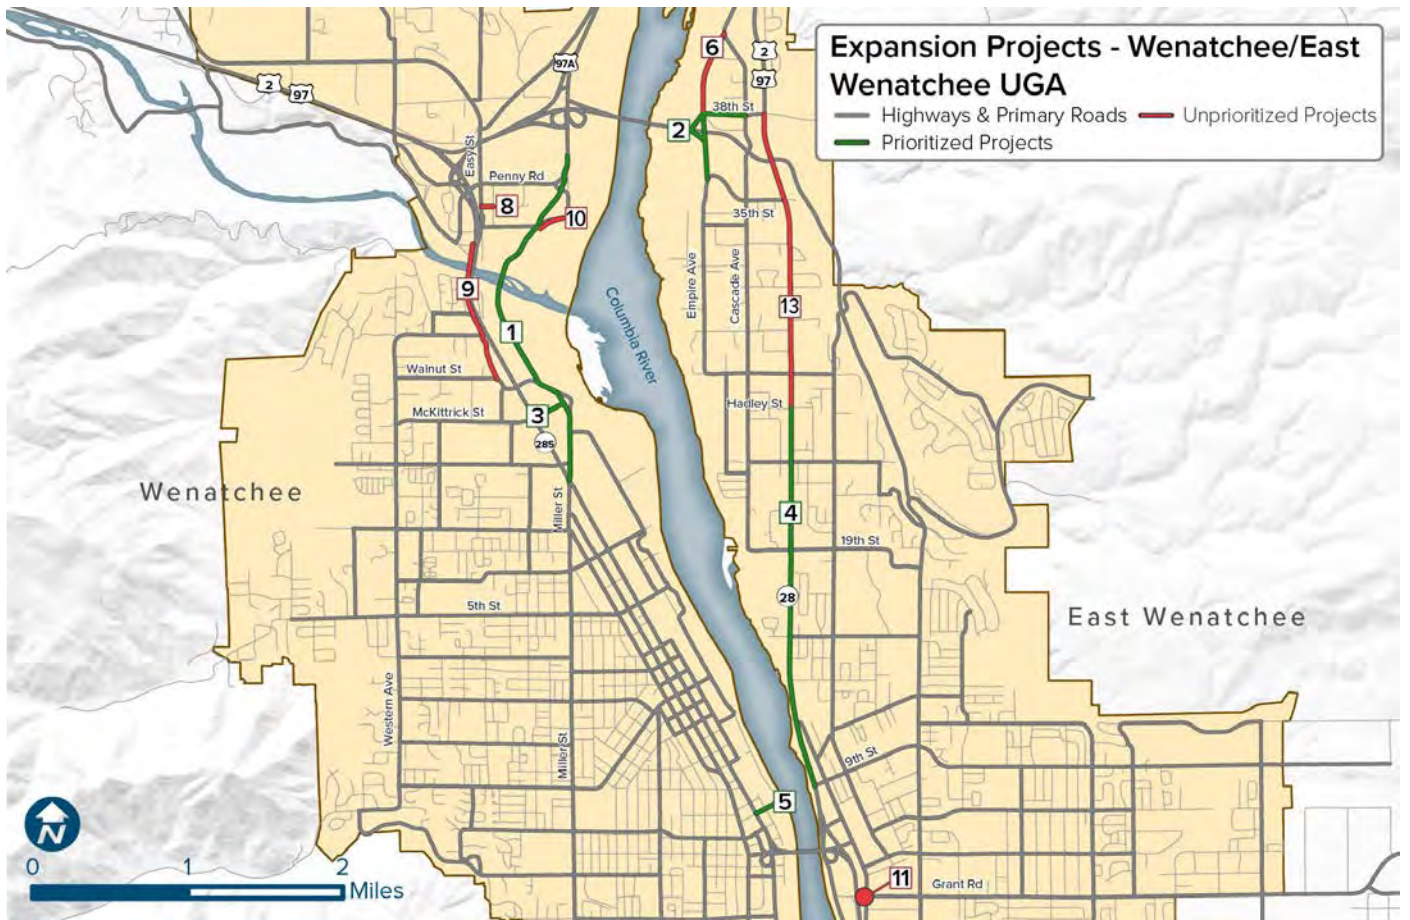 Expansion Projects - Wenatchee/East
Wenatchee UGA
Highways & Primary Roads
Unprioritized Projects
Prioritized Projects
2
97
97A
6
2
97
38th St
2
Easy St
Penny Rd
8
10
35th St
Empire Ave
Cascade Ave
9
13
Columbia River
1
Walnut St
Hadley St
McKittrick St
3
285
Wenatchee
Miller St
4
19th St
28
5th St
East Wenatchee
Western Ave
Miller St
9th St
5
N
11
Grant Rd
0
1
2
Miles